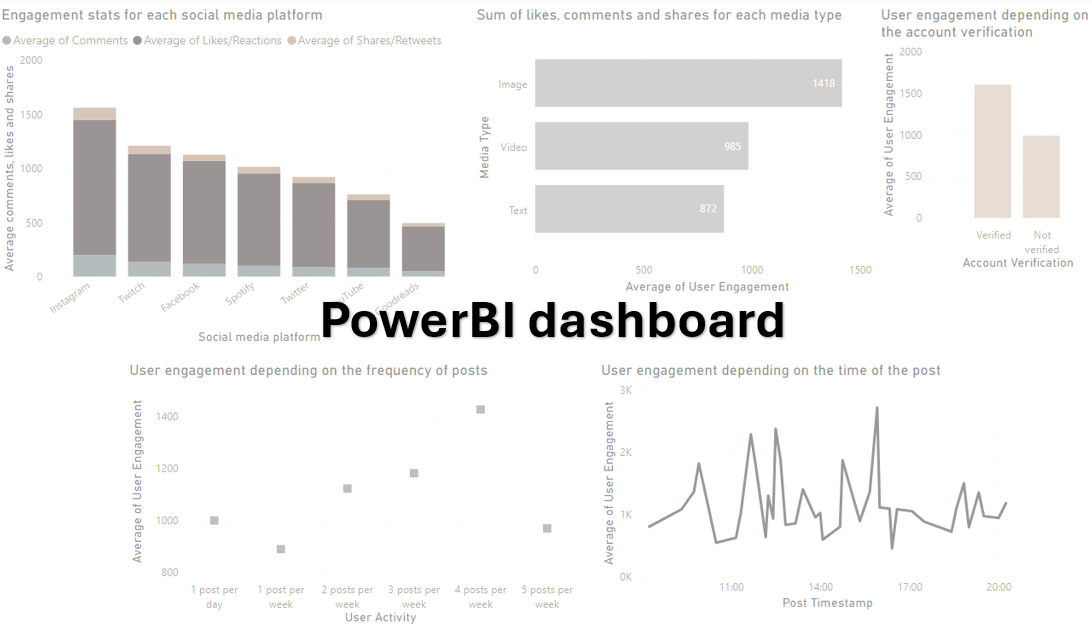 Engagement stats for each social media platform
Average of Comments Average of Likes/Reactions Average of Shares/Retweets
Average comments, likes and shares
2000
1500
1000
500
0
Instagram
Twitch
Facebook
Spotify
Twitter
Social media platform
Sum of likes, comments and shares for each media type
Media Type
Image
1418
Video
985
Text
872
0 500 1000 1500
Average of User Engagement
User engagement depending on
the account verification
Average of User Engagement
2000
1500
1000
500
0
Verified
Not
verified
Account Verification
PowerBI dashboard
User engagement depending on the frequency of posts
Average of User Engagement
1400
1200
1000
800
1 post per
day
1 post per
week
2 posts per
week
3 posts per
week
4 posts per
week
5 posts per
week
User Activity
User engagement depending on the time of the post
Average of User Engagement
3K
2K
1K
0K
11:00 14:00 17:00 20:00
Post Timestamp